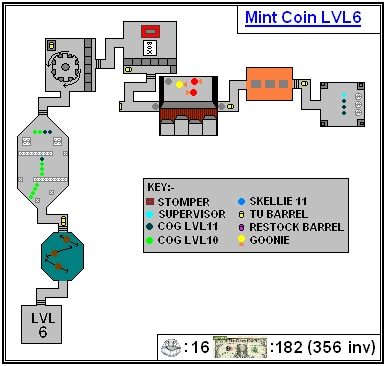 Mint Coin LVL6
BOX
KEY:-
STOMPER
SUPERVISOR
COG LVL11
COG LVL10
SKELLIE 11
TU BARREL
RESTOCK BARREL
GOONIE
LVL
6
:16 :182 (356 inv)